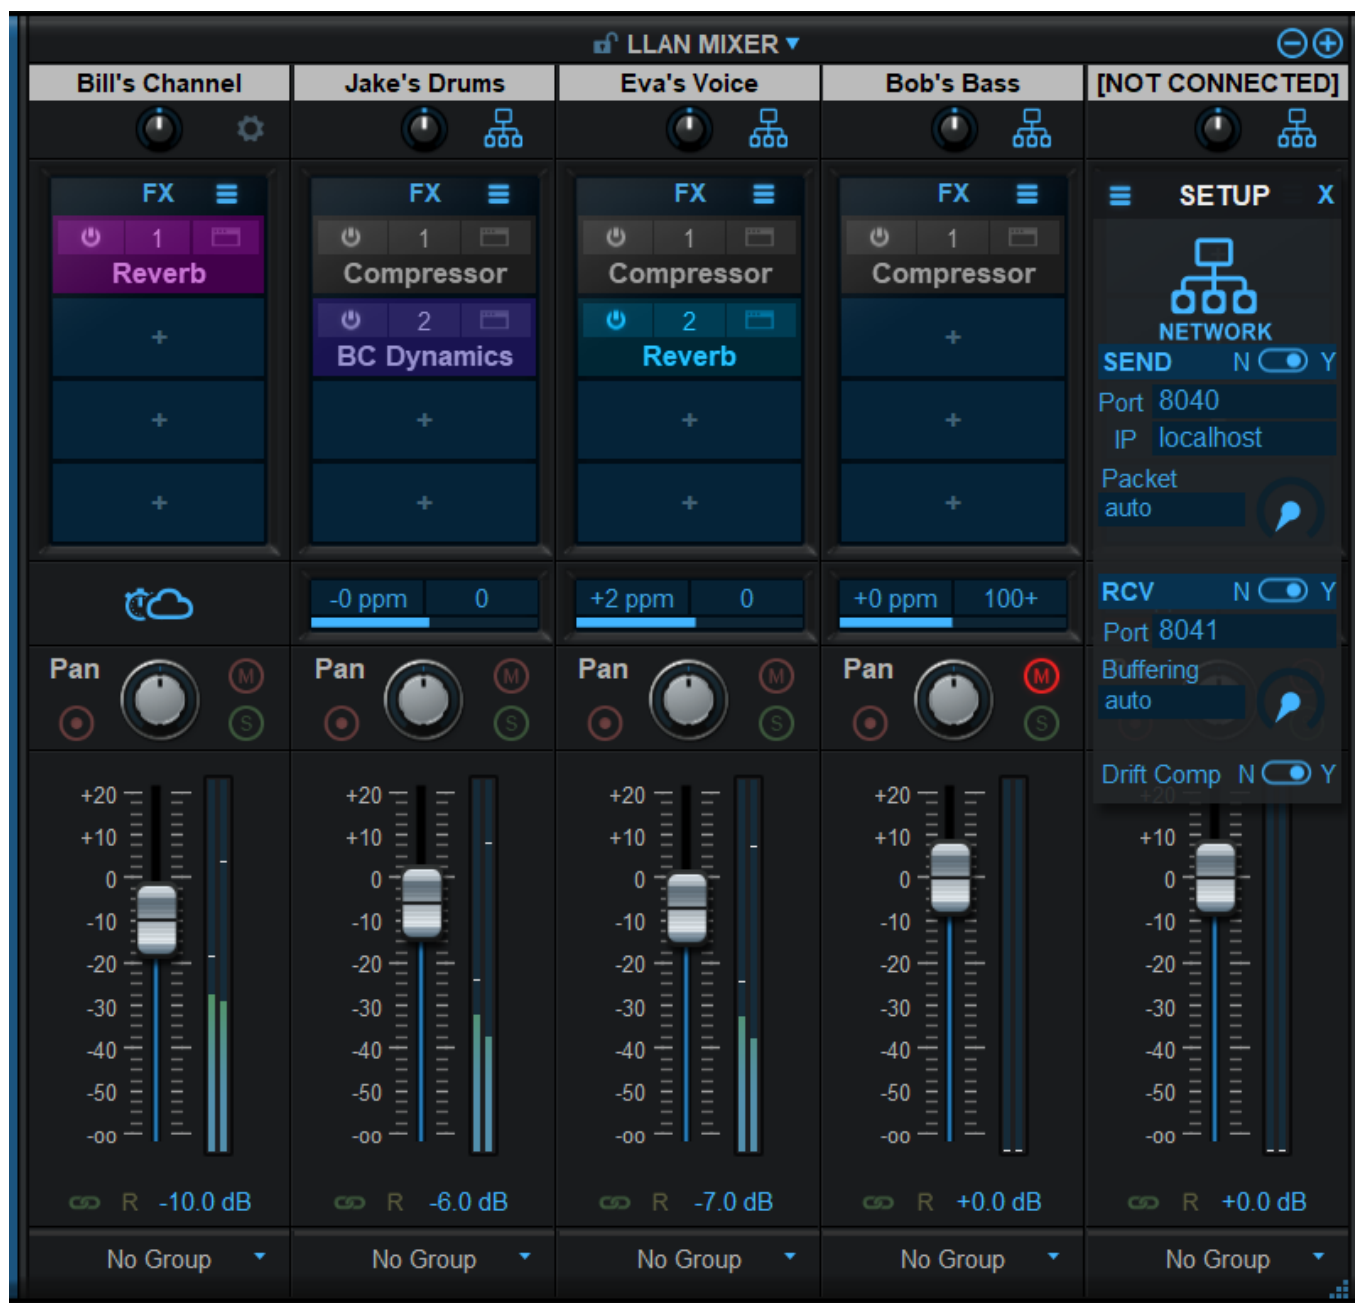 LLAN MIXER
Bill's Channel
Jake's Drums
Eva's Voice
Bob's Bass
[NOT CONNECTED]
FX
1
Reverb
+
+
+
FX
1
Compressor
2
BC Dynamics
+
+
FX
1
Compressor
2
Reverb
+
+
FX
1
Compressor
+
+
+
SETUP X
NETWORK
SEND N Y
Port 8040
IP localhost
Packet
auto
RCV N Y
Port 8041
Buffering
auto
Drift Comp N Y
-0 ppm 0
+2 ppm 0
+0 ppm 100+
Pan M
S
Pan M
S
Pan M
S
Pan M
S
+20
+10
0
-10
-20
-30
-40
-50
-oo
+20
+10
0
-10
-20
-30
-40
-50
-oo
+20
+10
0
-10
-20
-30
-40
-50
-oo
+20
+10
0
-10
-20
-30
-40
-50
-oo
+20
+10
0
-10
-20
-30
-40
-50
-oo
R -10.0 dB
R -6.0 dB
R -7.0 dB
R +0.0 dB
R +0.0 dB
No Group
No Group
No Group
No Group
No Group